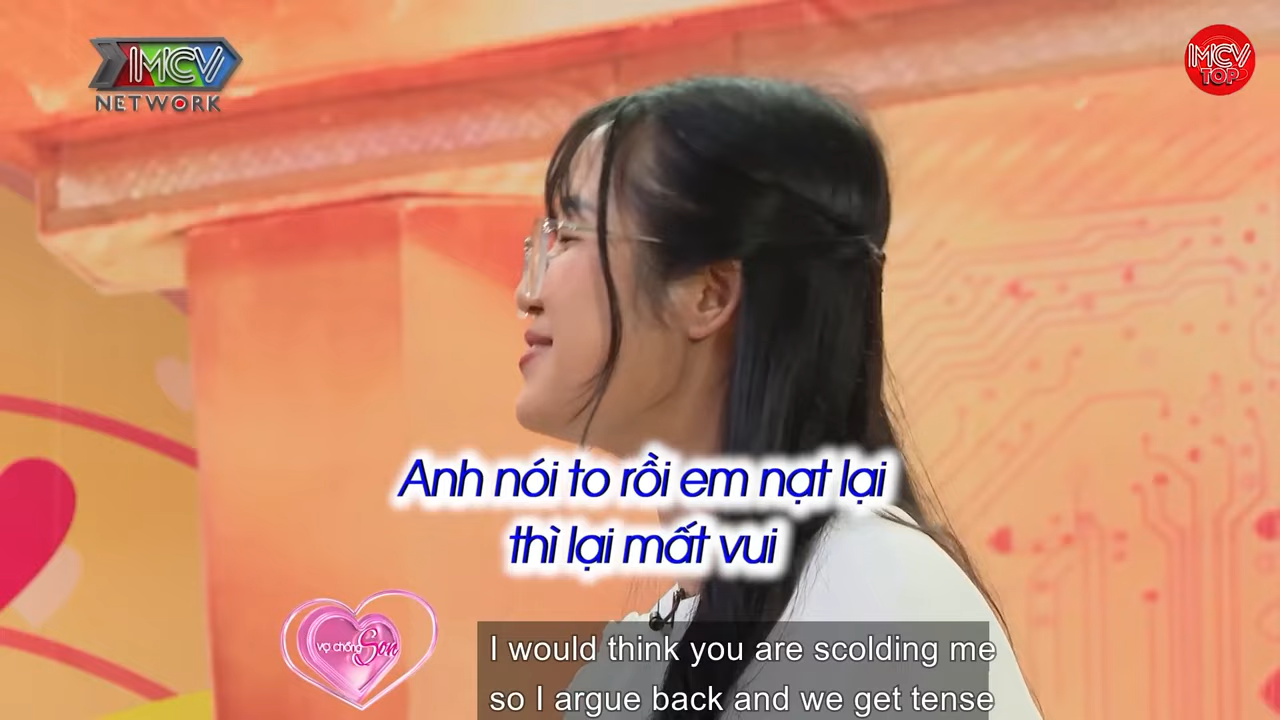 MCV
NETWORK
MCV
TOP
Anh nói to rồi em nạt lại
thì lại mất vui
vợ chồng Son
I would think you are scolding me
so I argue back and we get tense